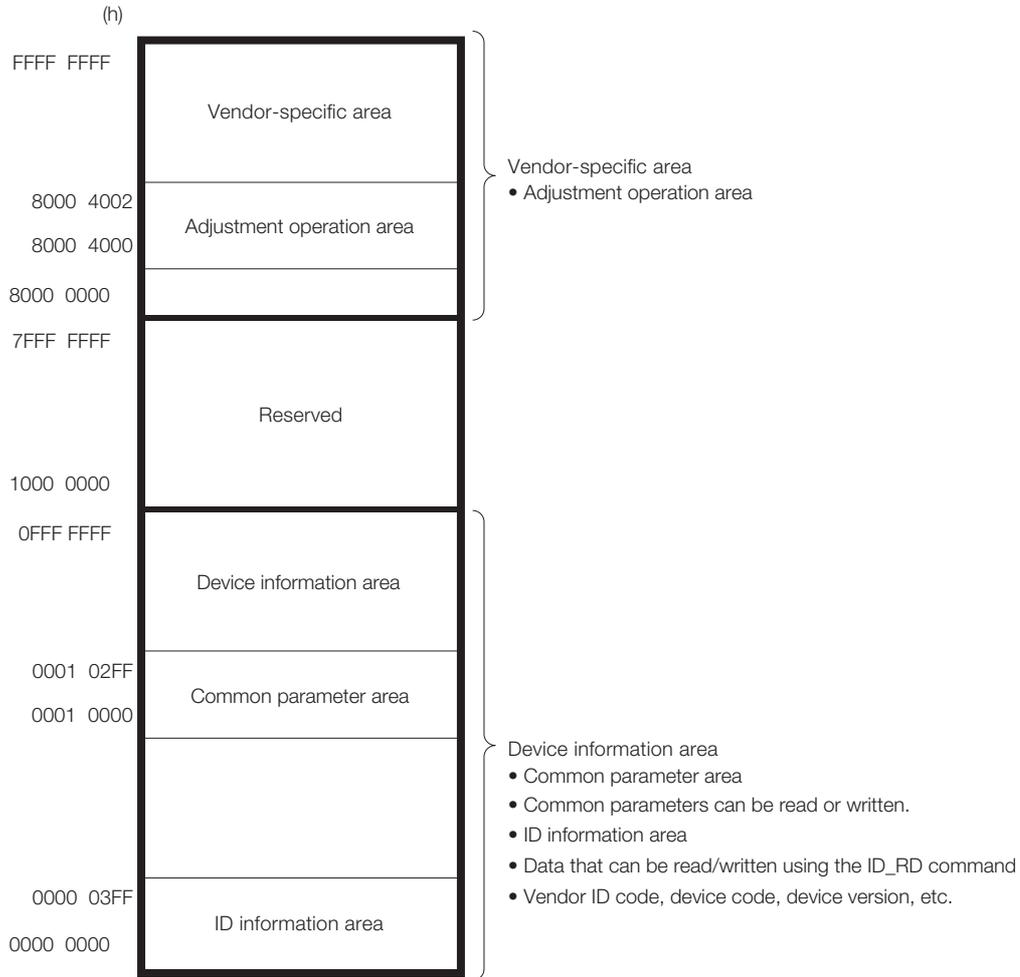 (h)
FFFF FFFF
Vendor-specific area
8000 4002
Adjustment operation area
8000 4000
8000 0000
Vendor-specific area
• Adjustment operation area
7FFF FFFF
Reserved
1000 0000
0FFF FFFF
Device information area
0001 02FF
Common parameter area
0001 0000
Device information area
• Common parameter area
• Common parameters can be read or written.
• ID information area
• Data that can be read/written using the ID_RD command
• Vendor ID code, device code, device version, etc.
0000 03FF
ID information area
0000 0000